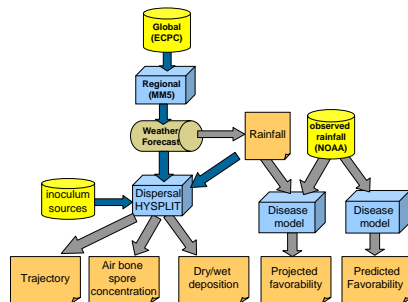 Global
(ECPC)
Regional
(MM5)
Weather
Forecast
Rainfall
observed
rainfall
(NOAA)
inoculum
sources
Dispersal
HYSPLIT
Disease
model
Disease
model
Trajectory
Air bone
spore
concentration
Dry/wet
deposition
Projected
favorability
Predicted
Favorability